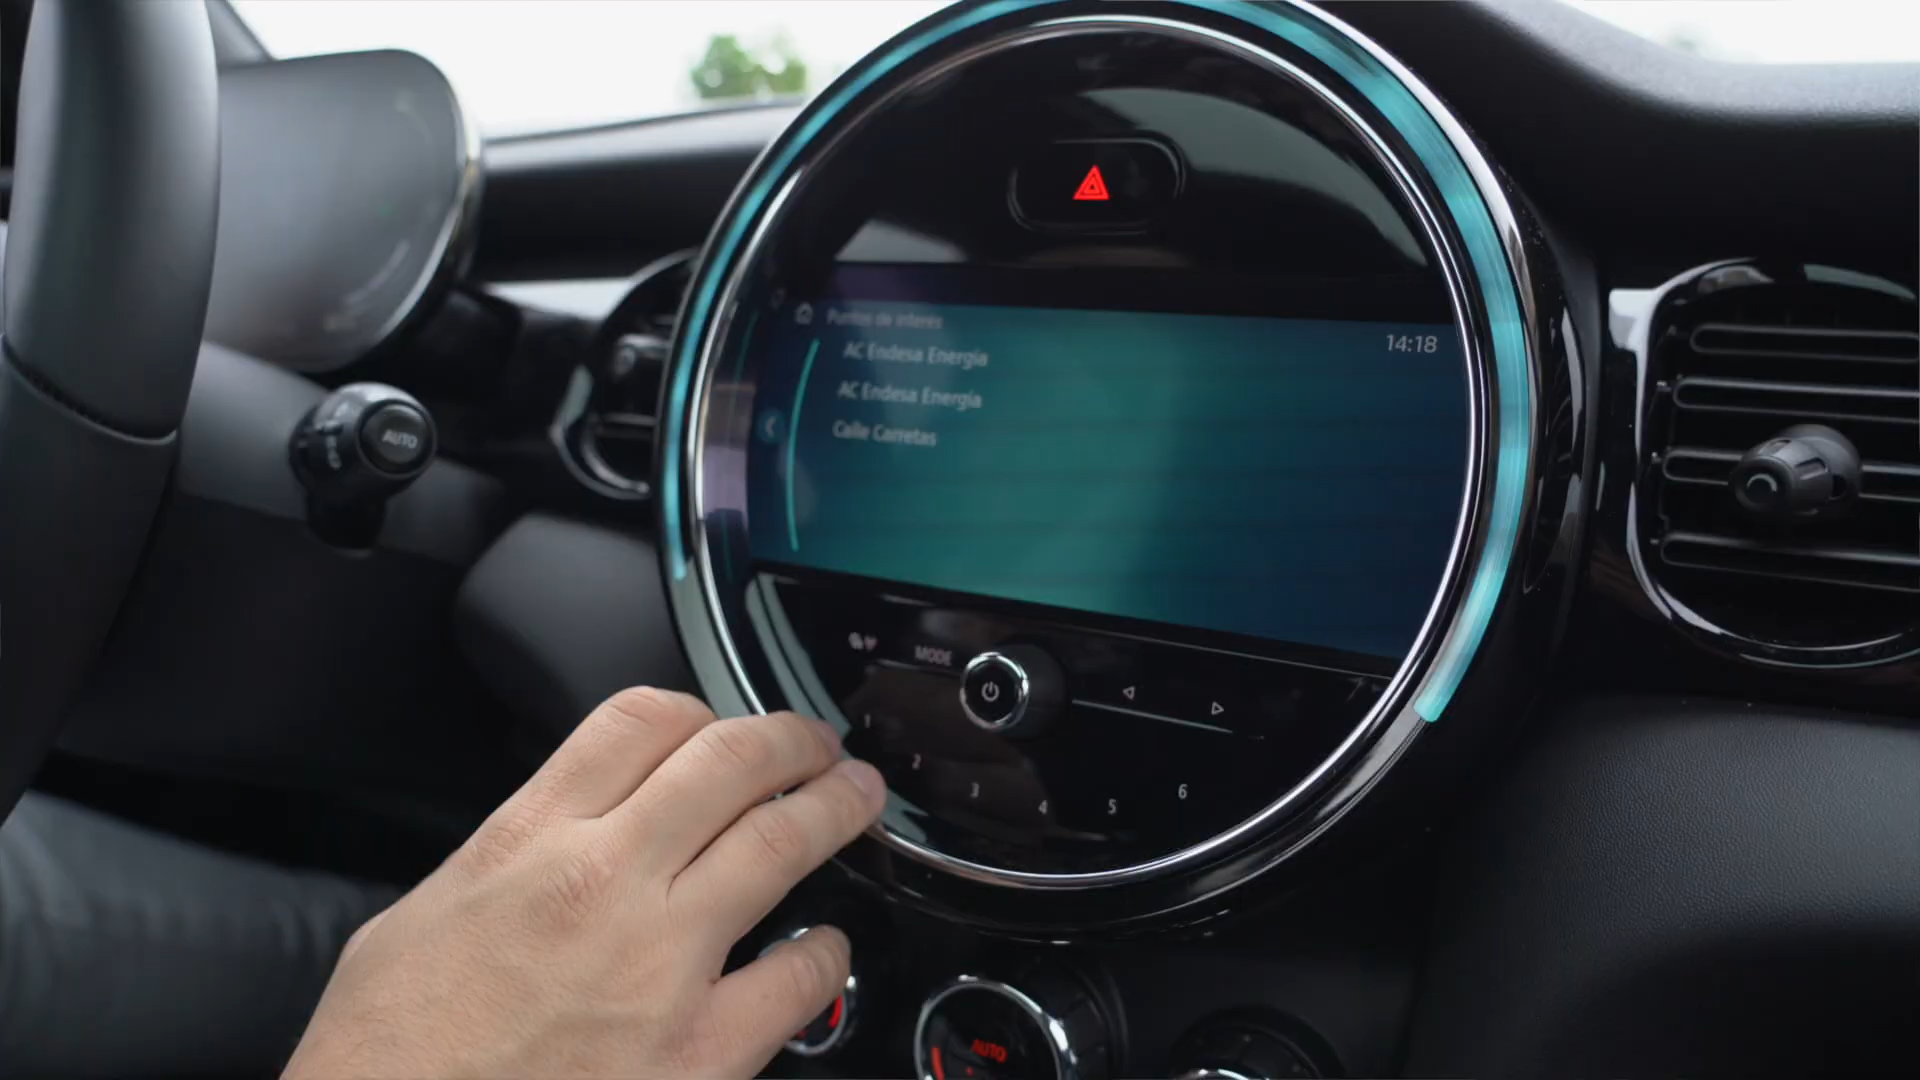 Puntos de interés
14:18
AC Endesa Energía
AC Endesa Energía
Calle Carretas
AUTO
MODE
1
2
3
4
5
6
AUTO